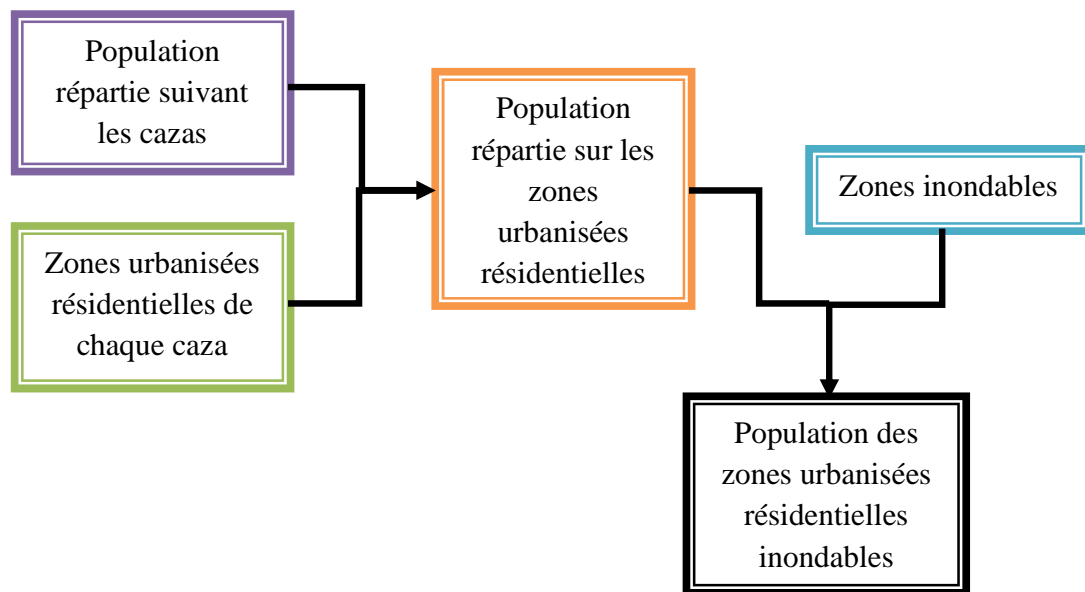 Population
répartie suivant
les cazas
Zones urbanisées
résidentielles de
chaque caza
Population
répartie sur les
zones
urbanisées
résidentielles
Zones inondables
Population des
zones urbanisées
résidentielles
inondables